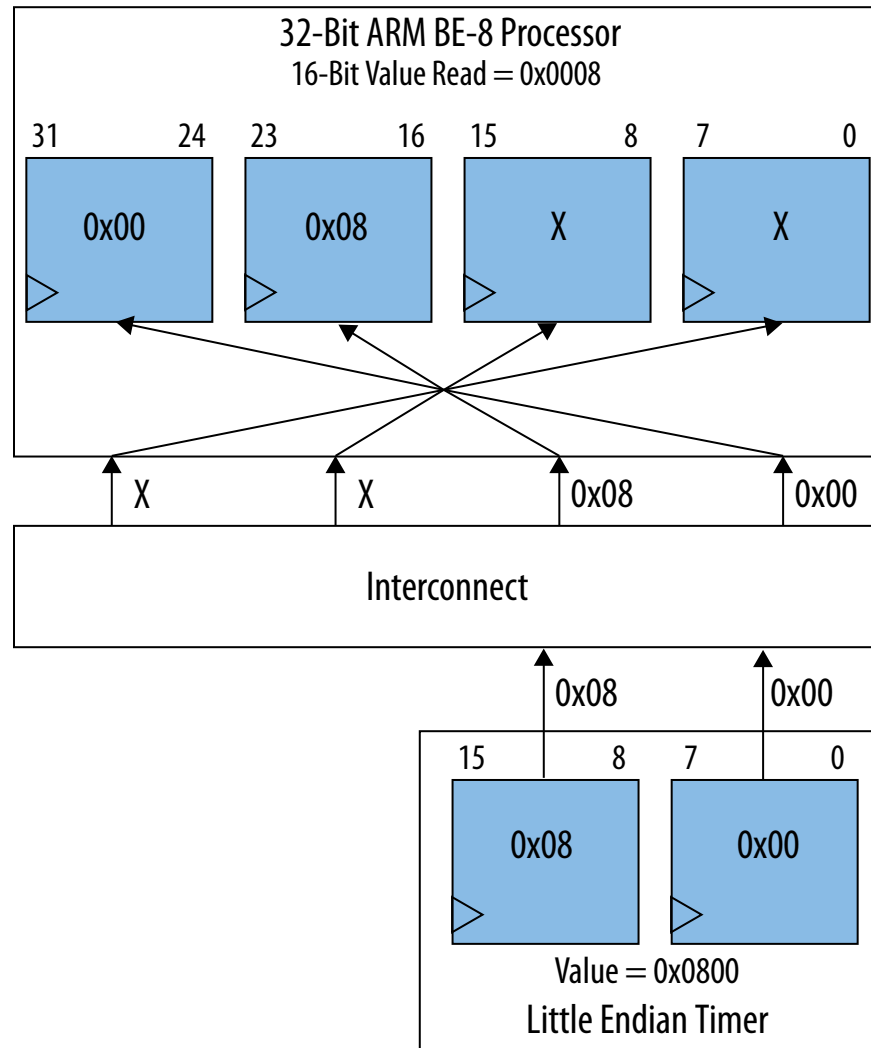 32-Bit ARM BE-8 Processor
16-Bit Value Read = 0x0008
31 24 23 16 15 8 7 0
0x00 0x08 X X
X X 0x08 0x00
Interconnect
0x08 0x00
15 8 7 0
0x08 0x00
Value = 0x0800
Little Endian Timer